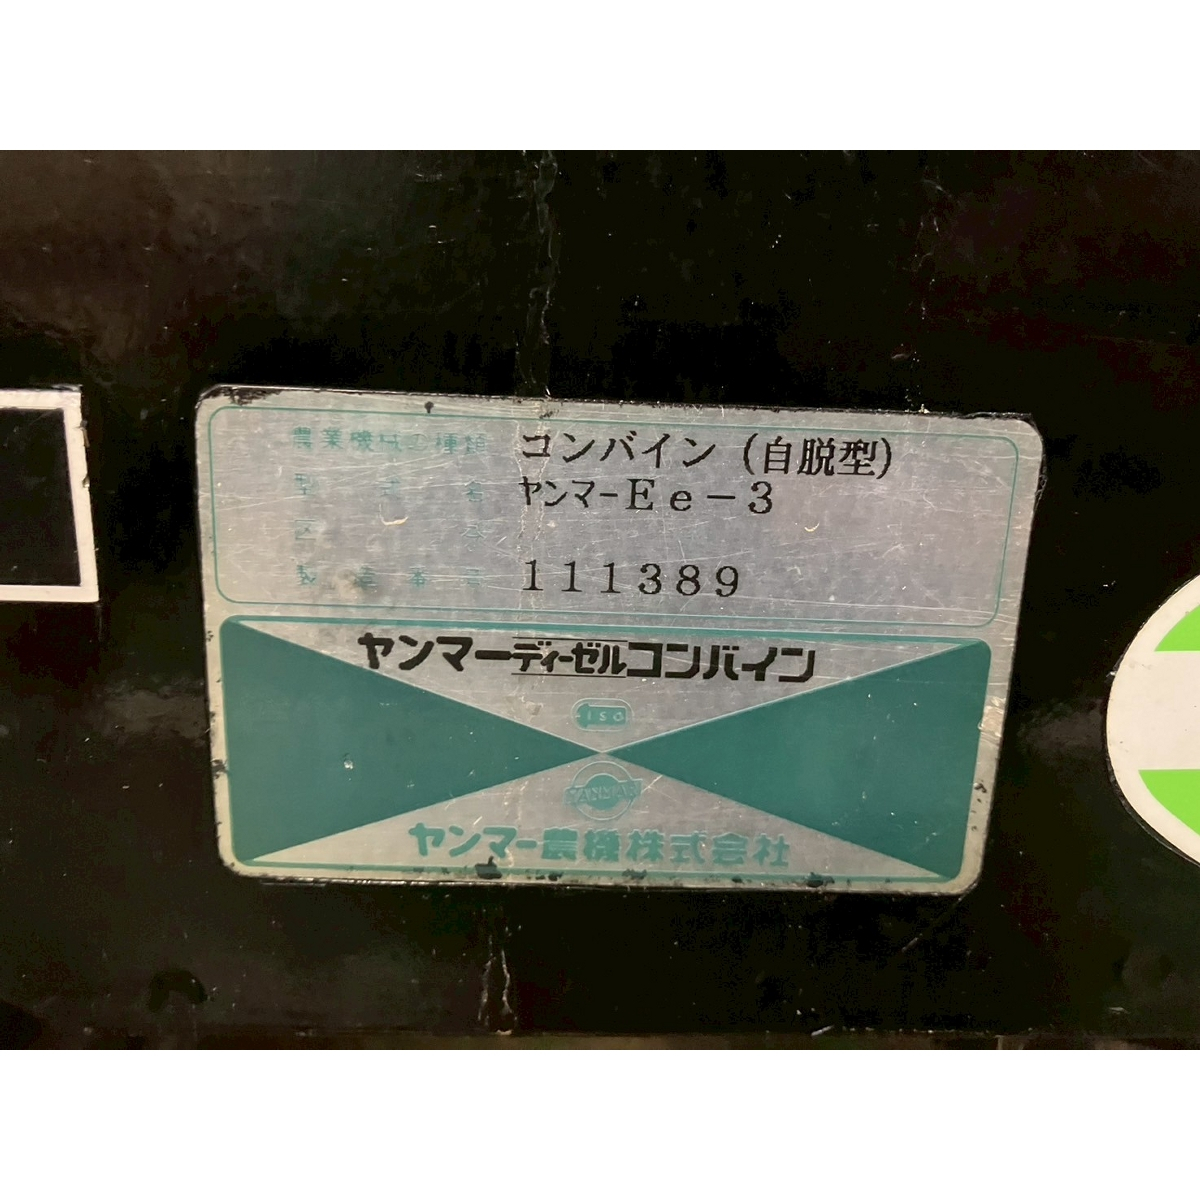 農業機械の種類 コンバイン (自脱型)
型式名 ヤンマーEe-3
区分
製造番号 111389
ヤンマーディーゼルコンバイン
ISO
YANMAR
ヤンマー農機株式会社